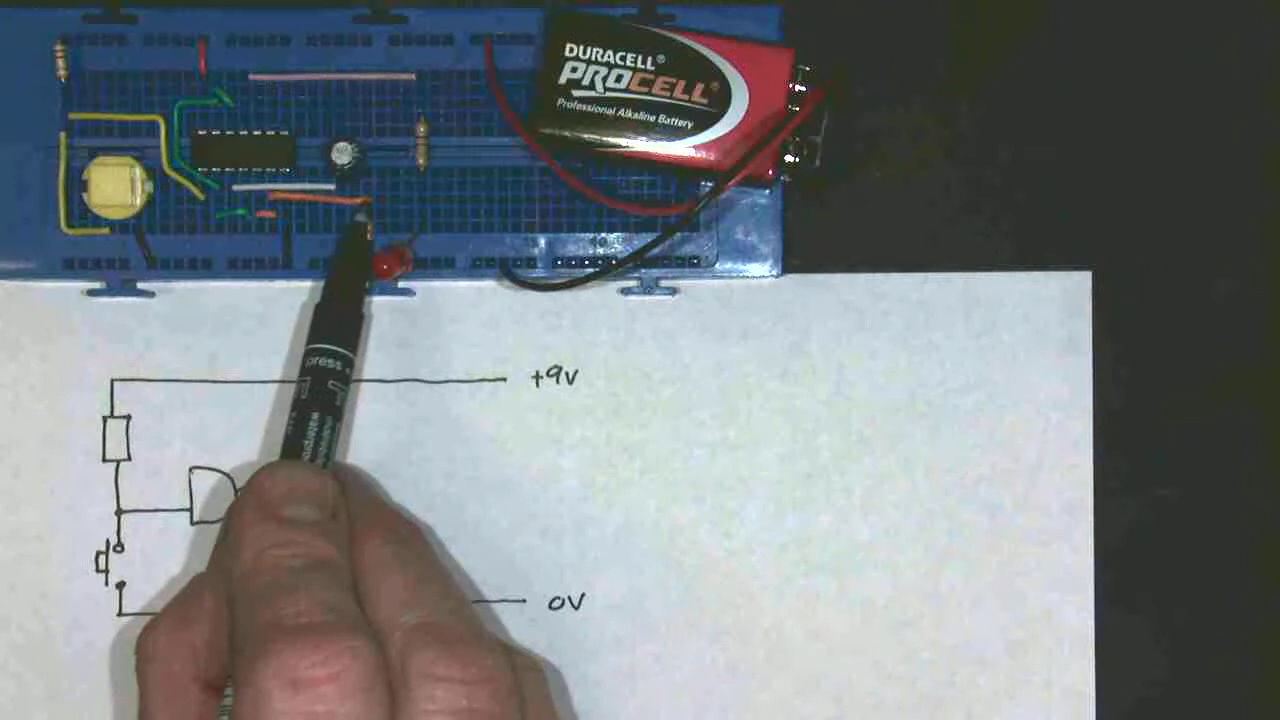 DURACELL®
PROCELL®
Professional Alkaline Battery
press
+9V
0V